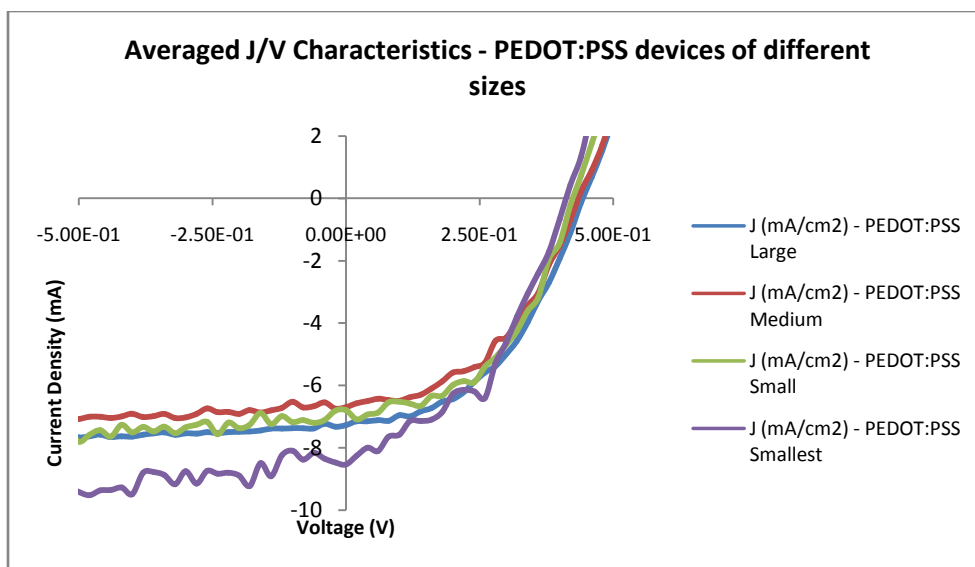 Averaged J/V Characteristics - PEDOT:PSS devices of different
sizes
2
0
-2
-4
-6
-8
-10
-5.00E-01
-2.50E-01
0.00E+00
2.50E-01
5.00E-01
Current Density (mA)
Voltage (V)
J (mA/cm2) - PEDOT:PSS
Large
J (mA/cm2) - PEDOT:PSS
Medium
J (mA/cm2) - PEDOT:PSS
Small
J (mA/cm2) - PEDOT:PSS
Smallest